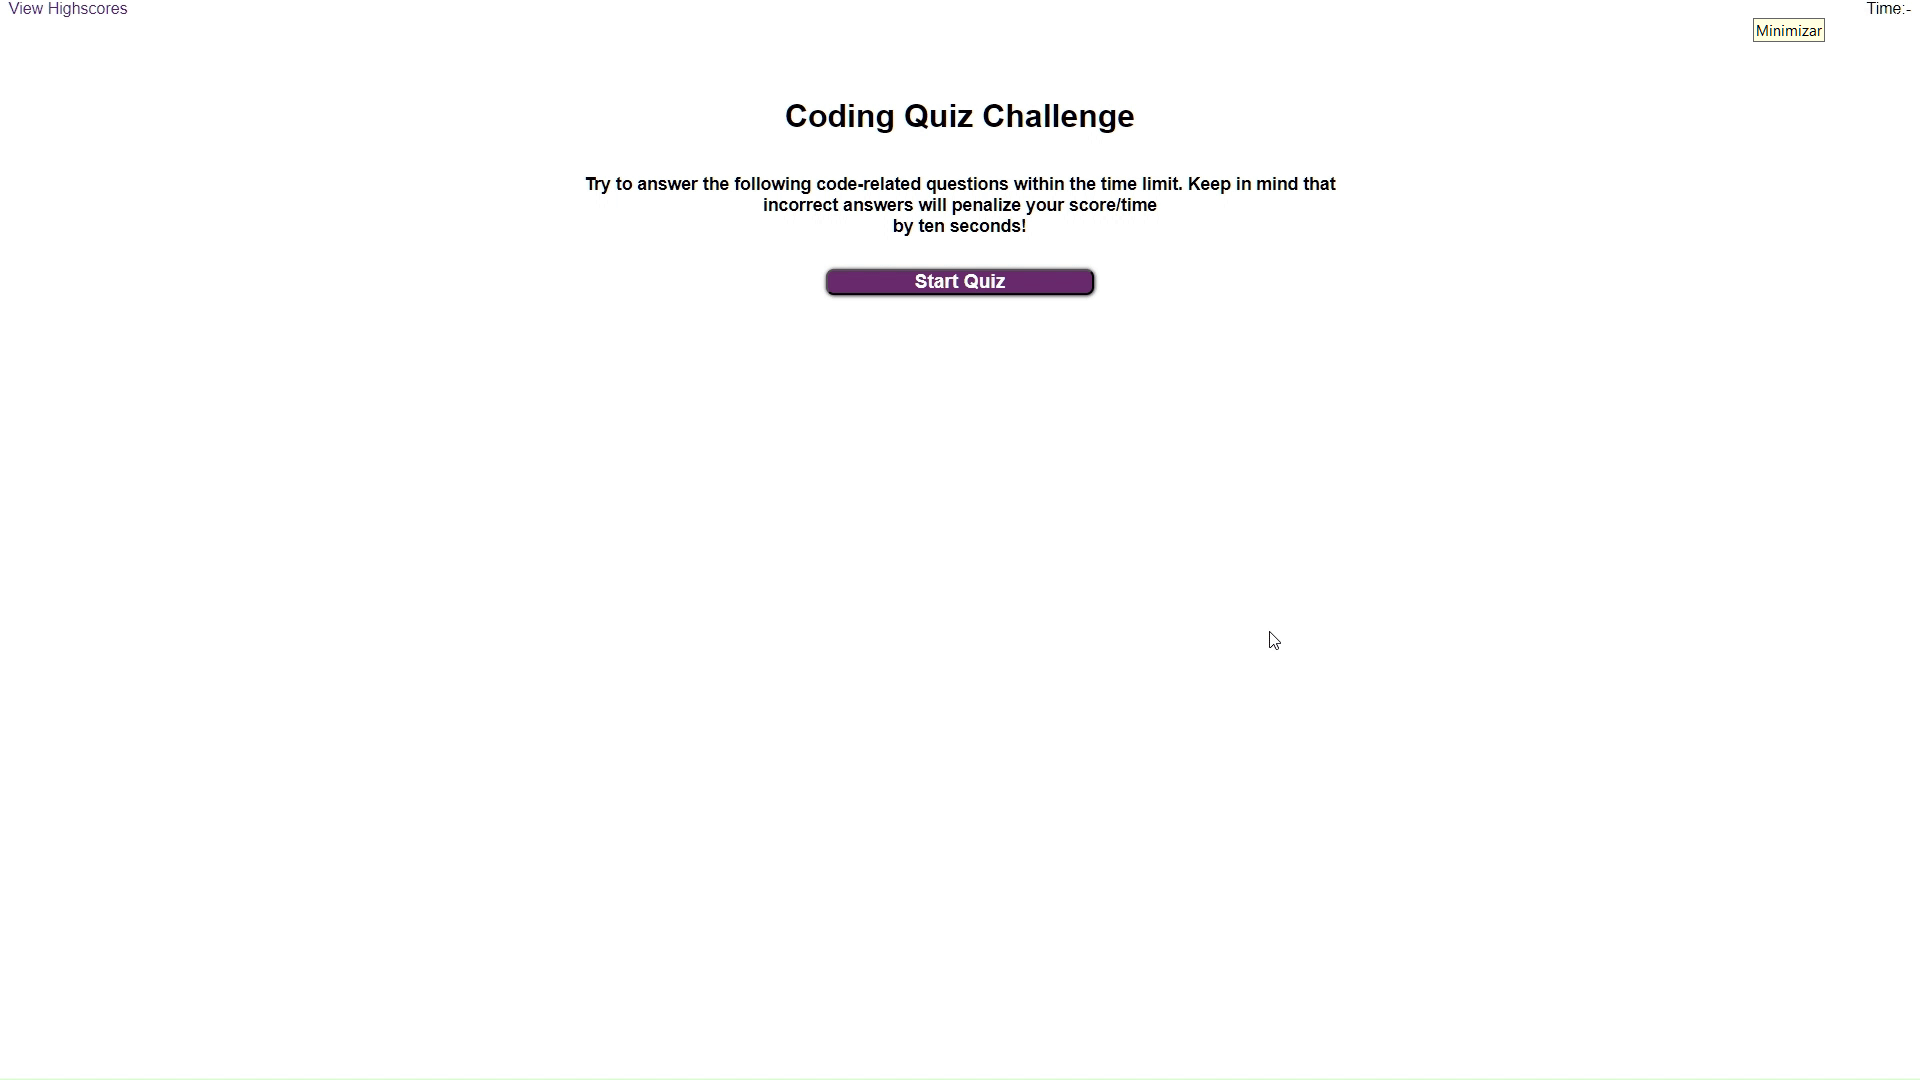 View Highscores
Time:-
Minimizar
Coding Quiz Challenge
Try to answer the following code-related questions within the time limit. Keep in mind that
incorrect answers will penalize your score/time
by ten seconds!
Start Quiz